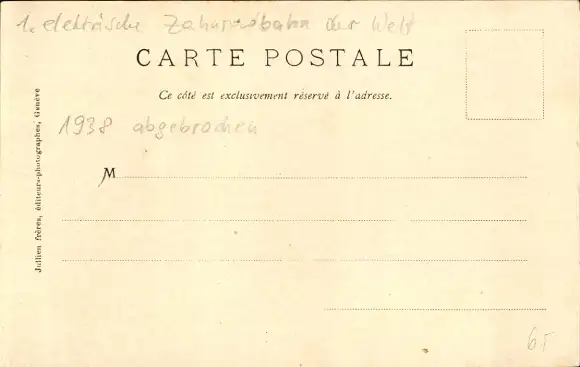 1. elektrische Zahnradbahn der Welt
CARTE POSTALE
Ce côté est exclusivement réservé à l'adresse.
1938 abgebrochen
M
Jullien frères, éditeurs-photographes, Genève